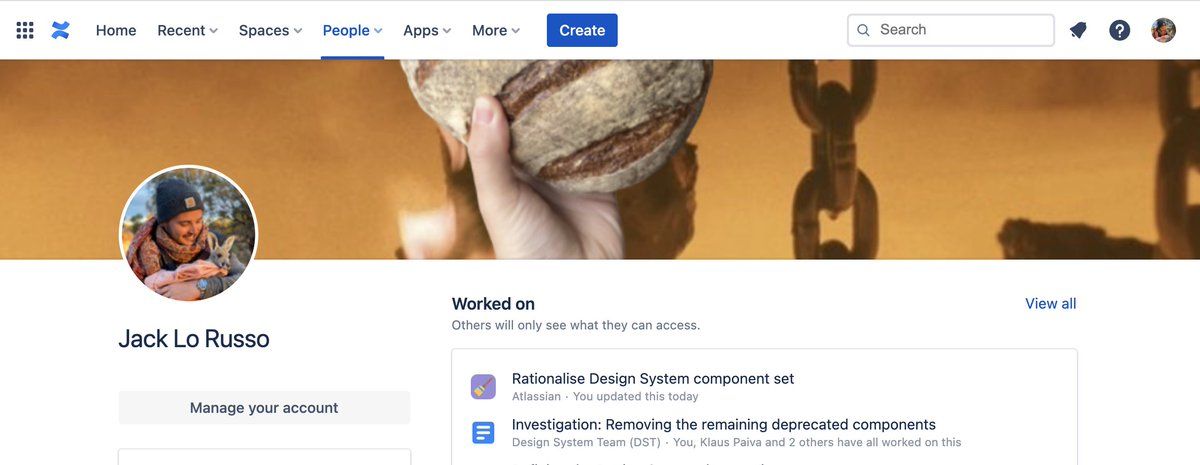 Home Recent Spaces People Apps More Create Search
Jack Lo Russo
Manage your account
Worked on View all
Others will only see what they can access.
Rationalise Design System component set
Atlassian · You updated this today
Investigation: Removing the remaining deprecated components
Design System Team (DST) · You, Klaus Paiva and 2 others have all worked on this